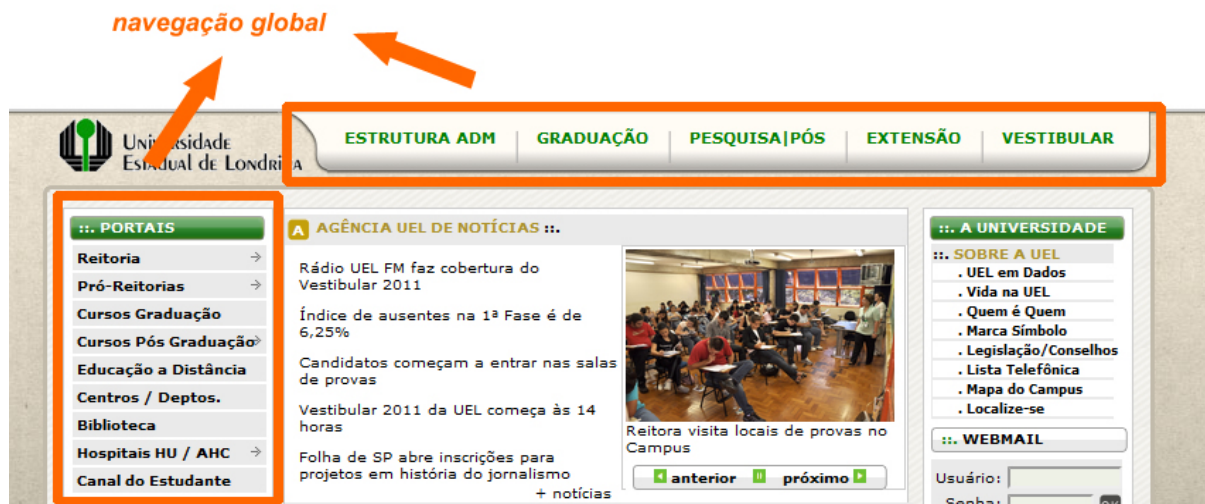 navegação global
Universidade
Estadual de Londrina
ESTRUTURA ADM
GRADUAÇÃO
PESQUISA|PÓS
EXTENSÃO
VESTIBULAR
::. PORTAIS
Reitoria
Pró-Reitorias
Cursos Graduação
Cursos Pós Graduação
Educação a Distância
Centros / Deptos.
Biblioteca
Hospitais HU / AHC
Canal do Estudante
A AGÊNCIA UEL DE NOTÍCIAS ::.
Rádio UEL FM faz cobertura do
Vestibular 2011
Índice de ausentes na 1ª Fase é de
6,25%
Candidatos começam a entrar nas salas
de provas
Vestibular 2011 da UEL começa às 14
horas
Folha de SP abre inscrições para
projetos em história do jornalismo
+ notícias
Reitora visita locais de provas no
Campus
anterior
próximo
::. A UNIVERSIDADE
::. SOBRE A UEL
. UEL em Dados
. Vida na UEL
. Quem é Quem
. Marca Símbolo
. Legislação/Conselhos
. Lista Telefônica
. Mapa do Campus
. Localize-se
::. WEBMAIL
Usuário:
Senha:
OK